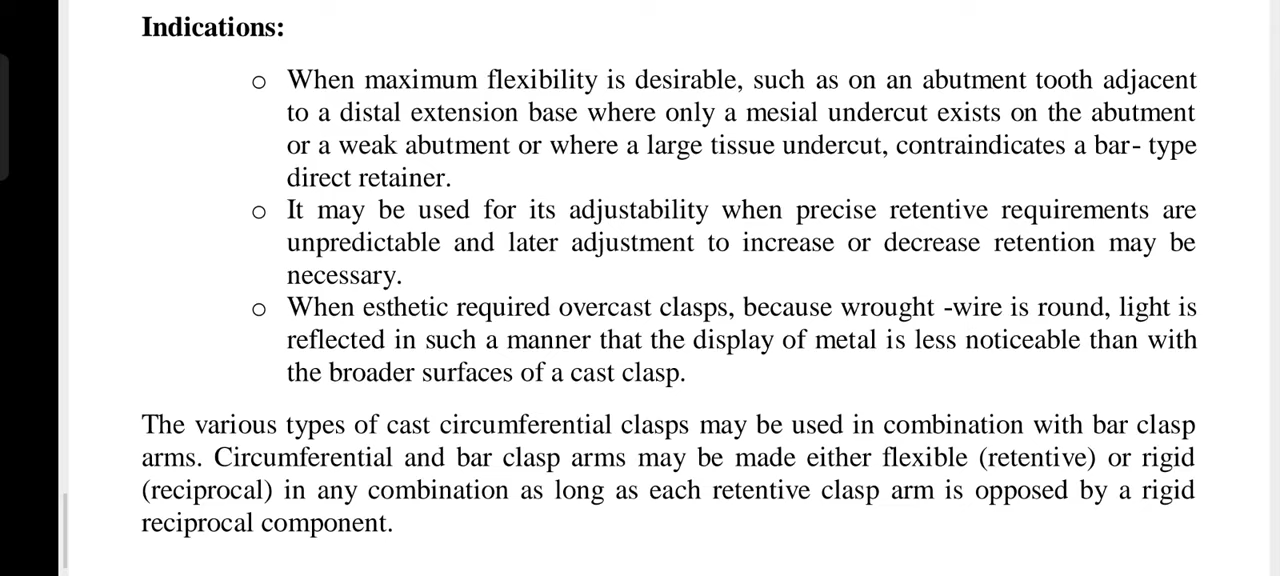 Indications:
o When maximum flexibility is desirable, such as on an abutment tooth adjacent
to a distal extension base where only a mesial undercut exists on the abutment
or a weak abutment or where a large tissue undercut, contraindicates a bar- type
direct retainer.
o It may be used for its adjustability when precise retentive requirements are
unpredictable and later adjustment to increase or decrease retention may be
necessary.
o When esthetic required overcast clasps, because wrought -wire is round, light is
reflected in such a manner that the display of metal is less noticeable than with
the broader surfaces of a cast clasp.
The various types of cast circumferential clasps may be used in combination with bar clasp
arms. Circumferential and bar clasp arms may be made either flexible (retentive) or rigid
(reciprocal) in any combination as long as each retentive clasp arm is opposed by a rigid
reciprocal component.